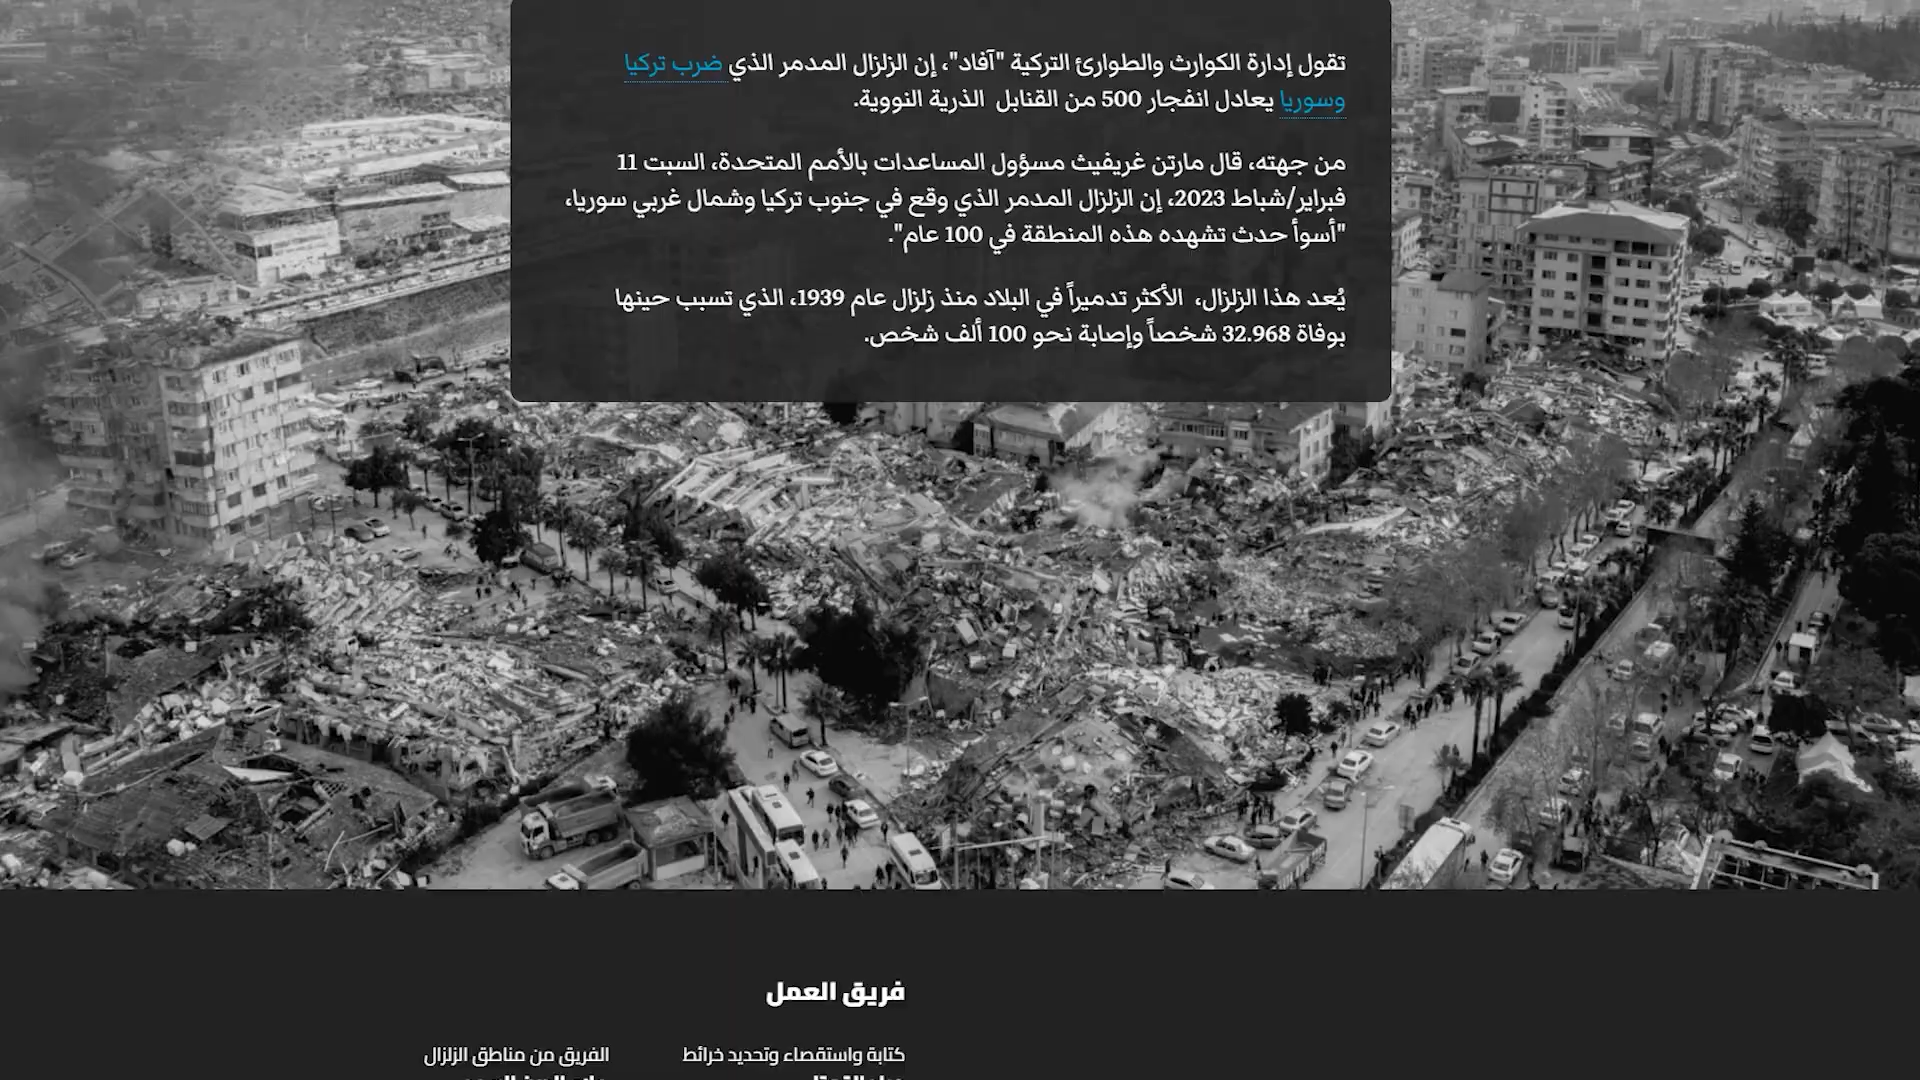 تقول إدارة الكوارث والطوارئ التركية "آفاد"، إن الزلزال المدمر الذي ضرب تركيا
وسوريا يعادل انفجار 500 من القنابل الذرية النووية.
من جهته، قال مارتن غريفيث مسؤول المساعدات بالأمم المتحدة، السبت 11
فبراير/شباط 2023، إن الزلزال المدمر الذي وقع في جنوب تركيا وشمال غربي سوريا،
"أسوأ حدث تشهده هذه المنطقة في 100 عام".
يُعد هذا الزلزال، الأكثر تدميراً في البلاد منذ زلزال عام 1939، الذي تسبب حينها
بوفاة 32.968 شخصاً وإصابة نحو 100 ألف شخص.
فريق العمل
كتابة واستقصاء وتحديد خرائط
الفريق من مناطق الزلزال